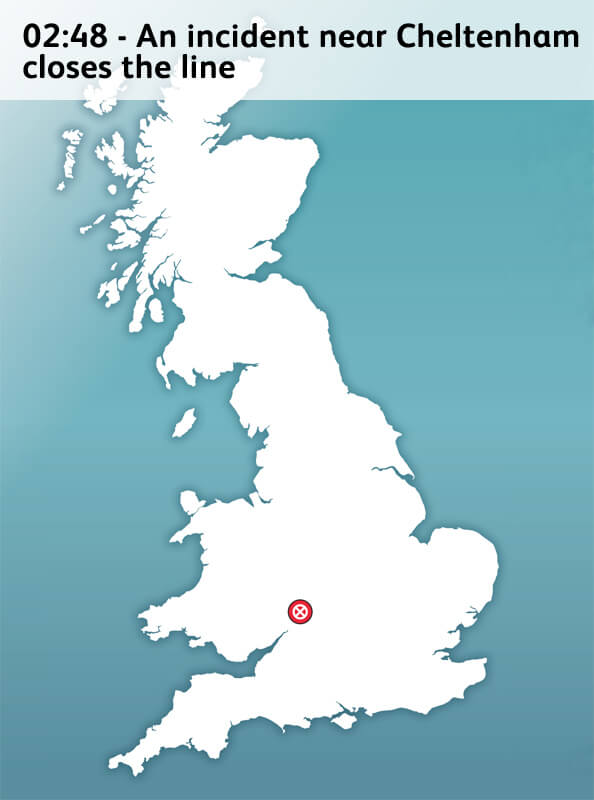 02:48 - An incident near Cheltenham
closes the line